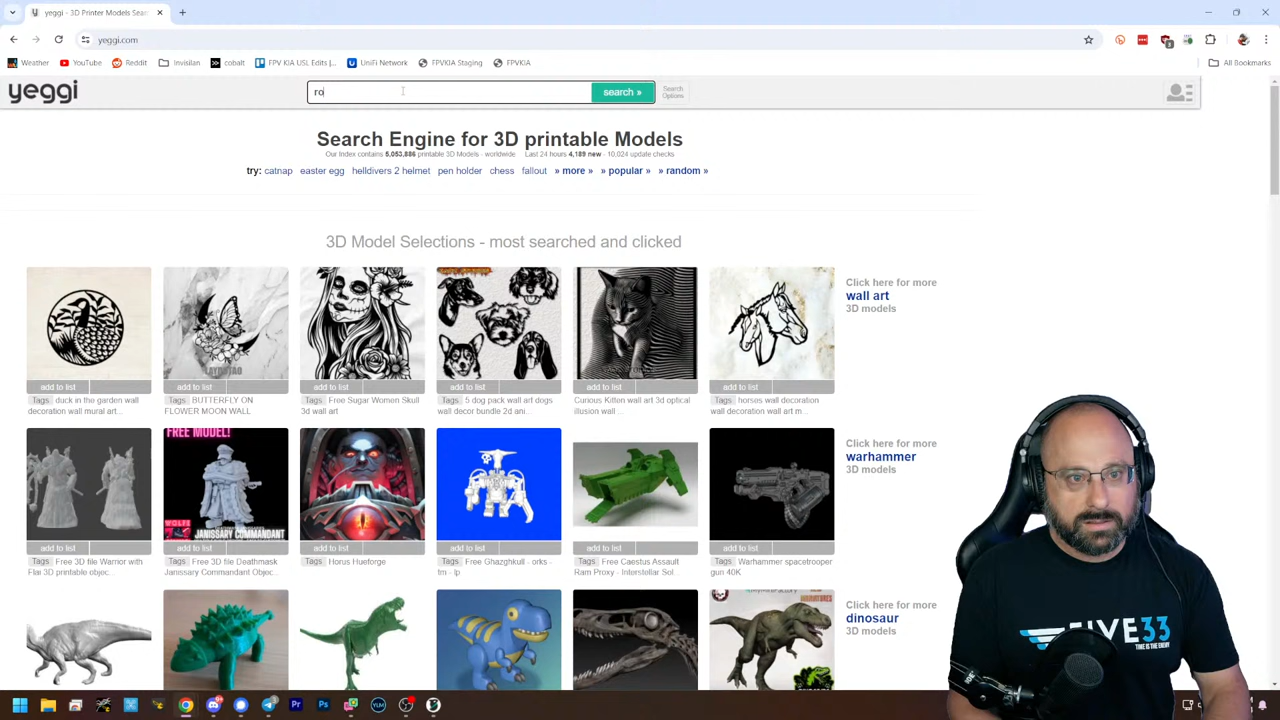 yeggi - 3D Printer Models Sear
yeggi.com
Weather YouTube Reddit Invisilan cobalt FPV KIA USL Edits |... UniFi Network FPVKIA Staging FPVKIA All Bookmarks
yeggi ro search » Search Options
Search Engine for 3D printable Models
Our Index contains 5,053,886 printable 3D Models - worldwide Last 24 hours 4,189 new - 10,024 update checks
try: catnap easter egg helldivers 2 helmet pen holder chess fallout » more » » popular » » random »
3D Model Selections - most searched and clicked
Click here for more
wall art
3D models
add to list add to list add to list add to list add to list add to list
Tags duck in the garden wall decoration wall mural art...
Tags BUTTERFLY ON FLOWER MOON WALL
Tags Free Sugar Women Skull 3d wall art
Tags 5 dog pack wall art dogs wall decor bundle 2d ani...
Tags Curious Kitten wall art 3d optical illusion wall ...
Tags horses wall decoration wall decoration wall art m...
FREE MODEL!
JANISSARY COMMANDANT
Click here for more
warhammer
3D models
add to list add to list add to list add to list add to list add to list
Tags Free 3D file Warrior with Flai 3D printable objec...
Tags Free 3D file Deathmask Janissary Commandant Objec...
Tags Horus Hueforge
Tags Free Ghazghkull - orks - tm - lp
Tags Free Caestus Assault Ram Proxy - Interstellar Sol...
Tags Warhammer spacetrooper gun 40K
Click here for more
dinosaur
3D models
FIVE33
TIME IS THE ENEMY